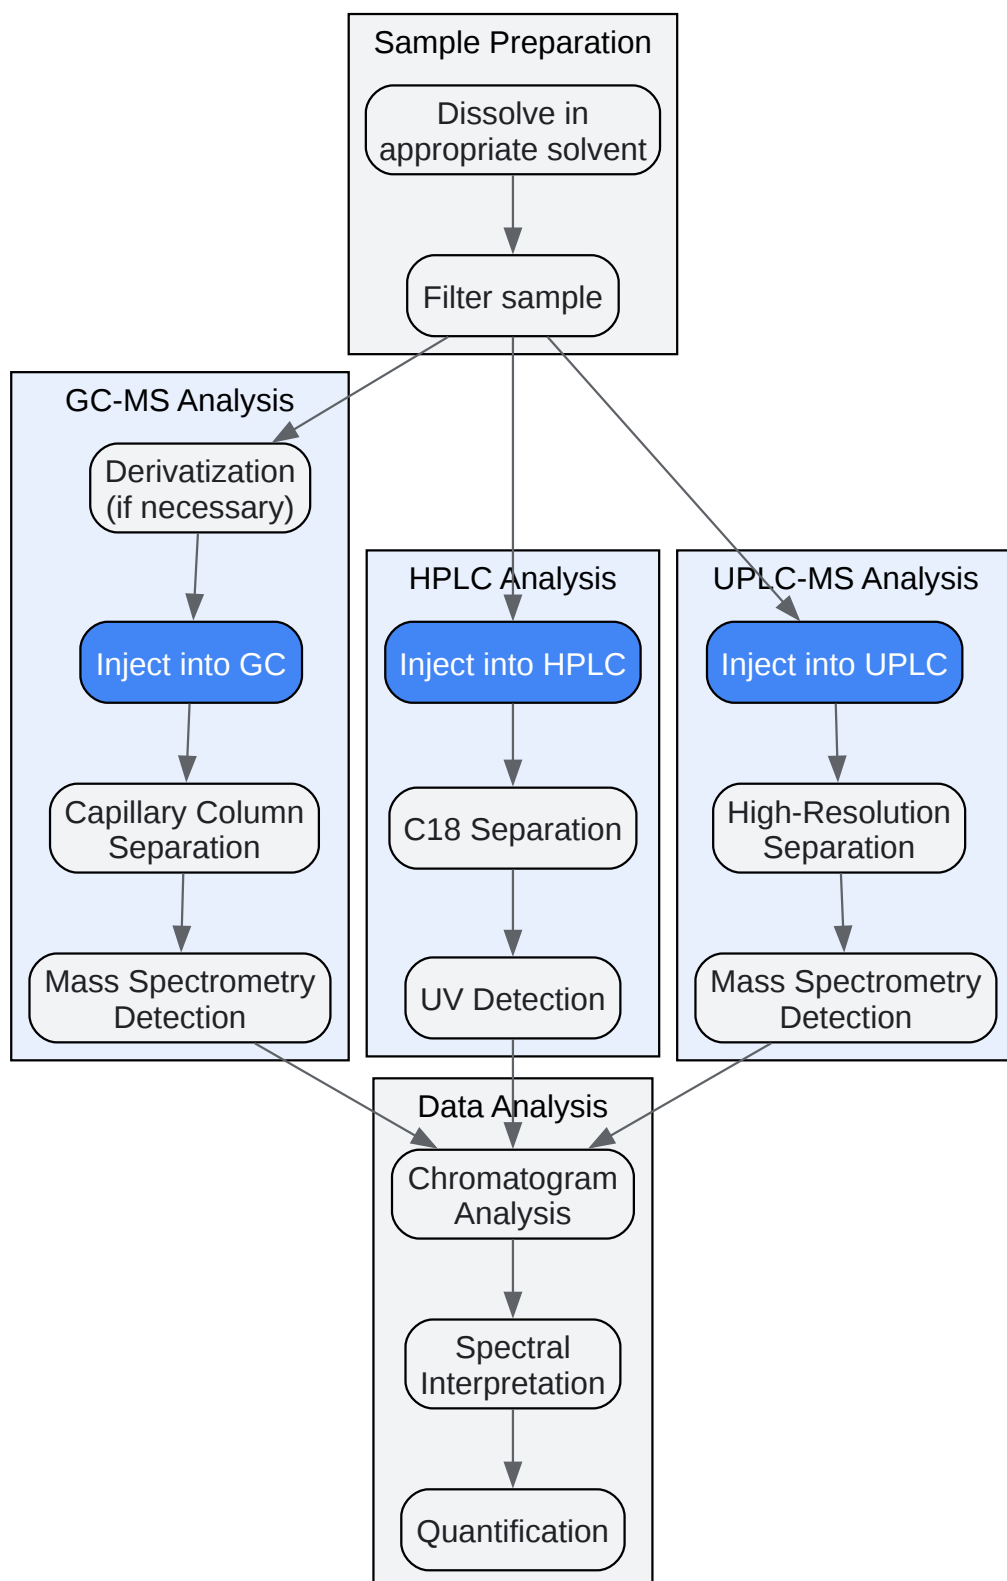 Sample Preparation
Dissolve in
appropriate solvent
Filter sample
GC-MS Analysis
Derivatization
(if necessary)
Inject into GC
Capillary Column
Separation
Mass Spectrometry
Detection
HPLC Analysis
Inject into HPLC
C18 Separation
UV Detection
UPLC-MS Analysis
Inject into UPLC
High-Resolution
Separation
Mass Spectrometry
Detection
Data Analysis
Chromatogram
Analysis
Spectral
Interpretation
Quantification